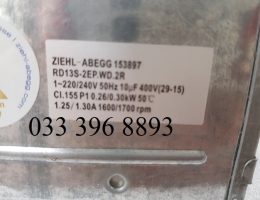 ZIEHL-ABEGG 153897
RD13S-2EP.WD.2R
1~220/240V 50Hz 10µF 400V(29-15)
Cl.155 P1 0.26/0.30kW 50°C
1.25/ 1.30A 1600/1700 rpm
033 396 8893